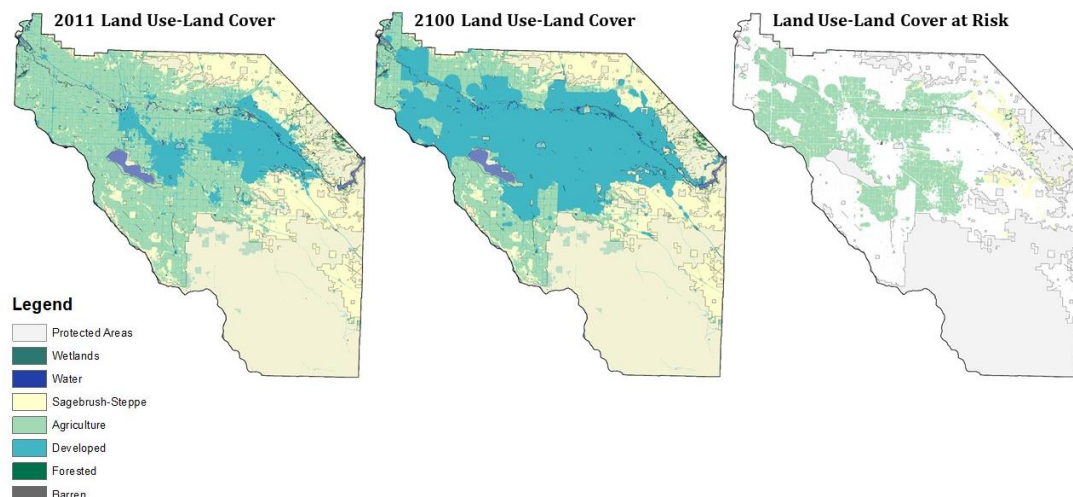 2011 Land Use-Land Cover
2100 Land Use-Land Cover
Land Use-Land Cover at Risk
Legend
Protected Areas
Wetlands
Water
Sagebrush-Steppe
Agriculture
Developed
Forested
Barren